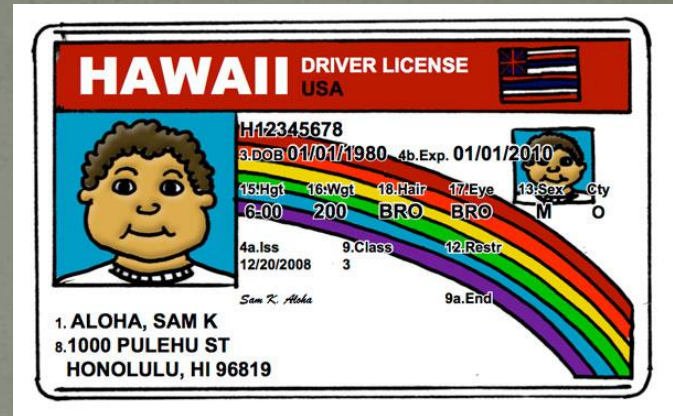 HAWAII DRIVER LICENSE
USA
H12345678
3.DOB 01/01/1980 4b.Exp. 01/01/2010
15.Hgt 16.Wgt 18.Hair 17.Eye 13.Sex Cty
6-00 200 BRO BRO M O
4a.Iss 9.Class 12.Restr
12/20/2008 3
Sam K. Aloha 9a.End
1. ALOHA, SAM K
8.1000 PULEHU ST
HONOLULU, HI 96819